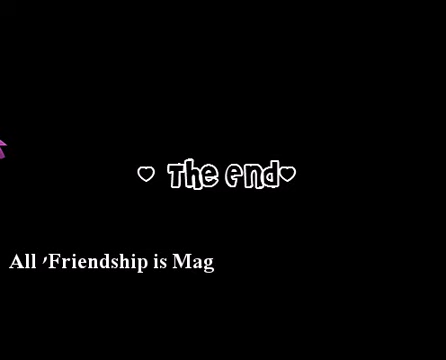 ♡ The end♡
All ‘Friendship is Mag